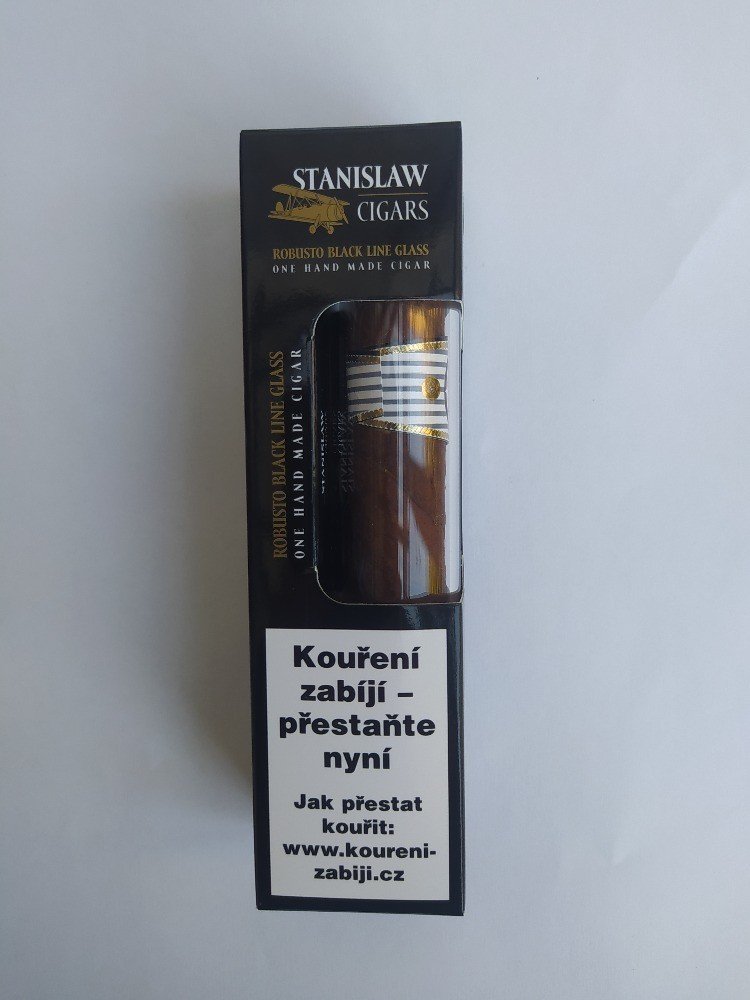 STANISLAW
CIGARS
ROBUSTO BLACK LINE GLASS
ONE HAND MADE CIGAR
ROBUSTO BLACK LINE GLASS
ONE HAND MADE CIGAR
STANISLAW
Kouření
zabíjí –
přestaňte
nyní
Jak přestat
kouřit:
www.koureni-
zabiji.cz